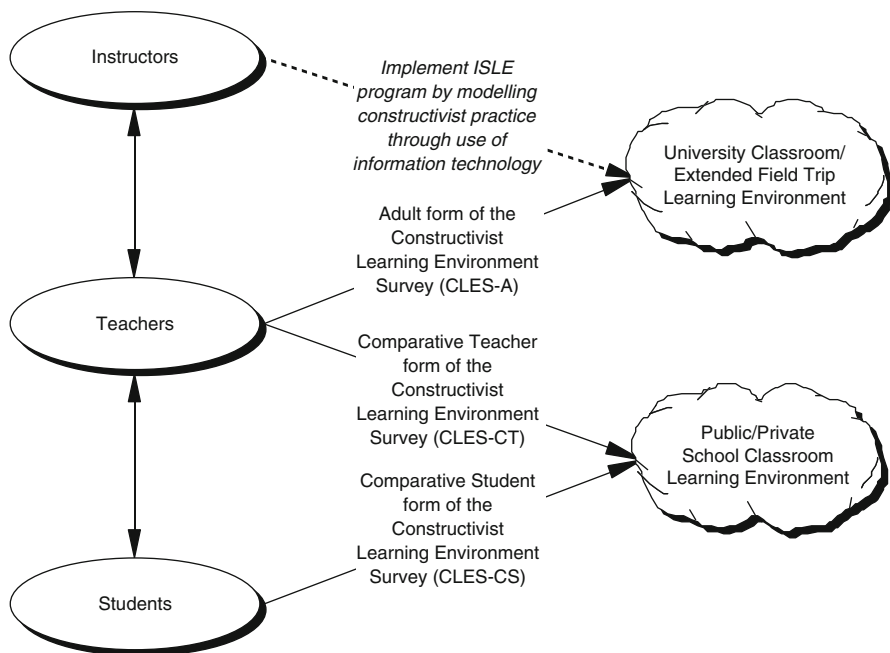 Instructors
Implement ISLE
program by modelling
constructivist practice
through use of
information technology
University Classroom/
Extended Field Trip
Learning Environment
Adult form of the
Constructivist
Learning Environment
Survey (CLES-A)
Teachers
Comparative Teacher
form of the
Constructivist
Learning Environment
Survey (CLES-CT)
Public/Private
School Classroom
Learning Environment
Comparative Student
form of the
Constructivist
Learning Environment
Survey (CLES-CS)
Students